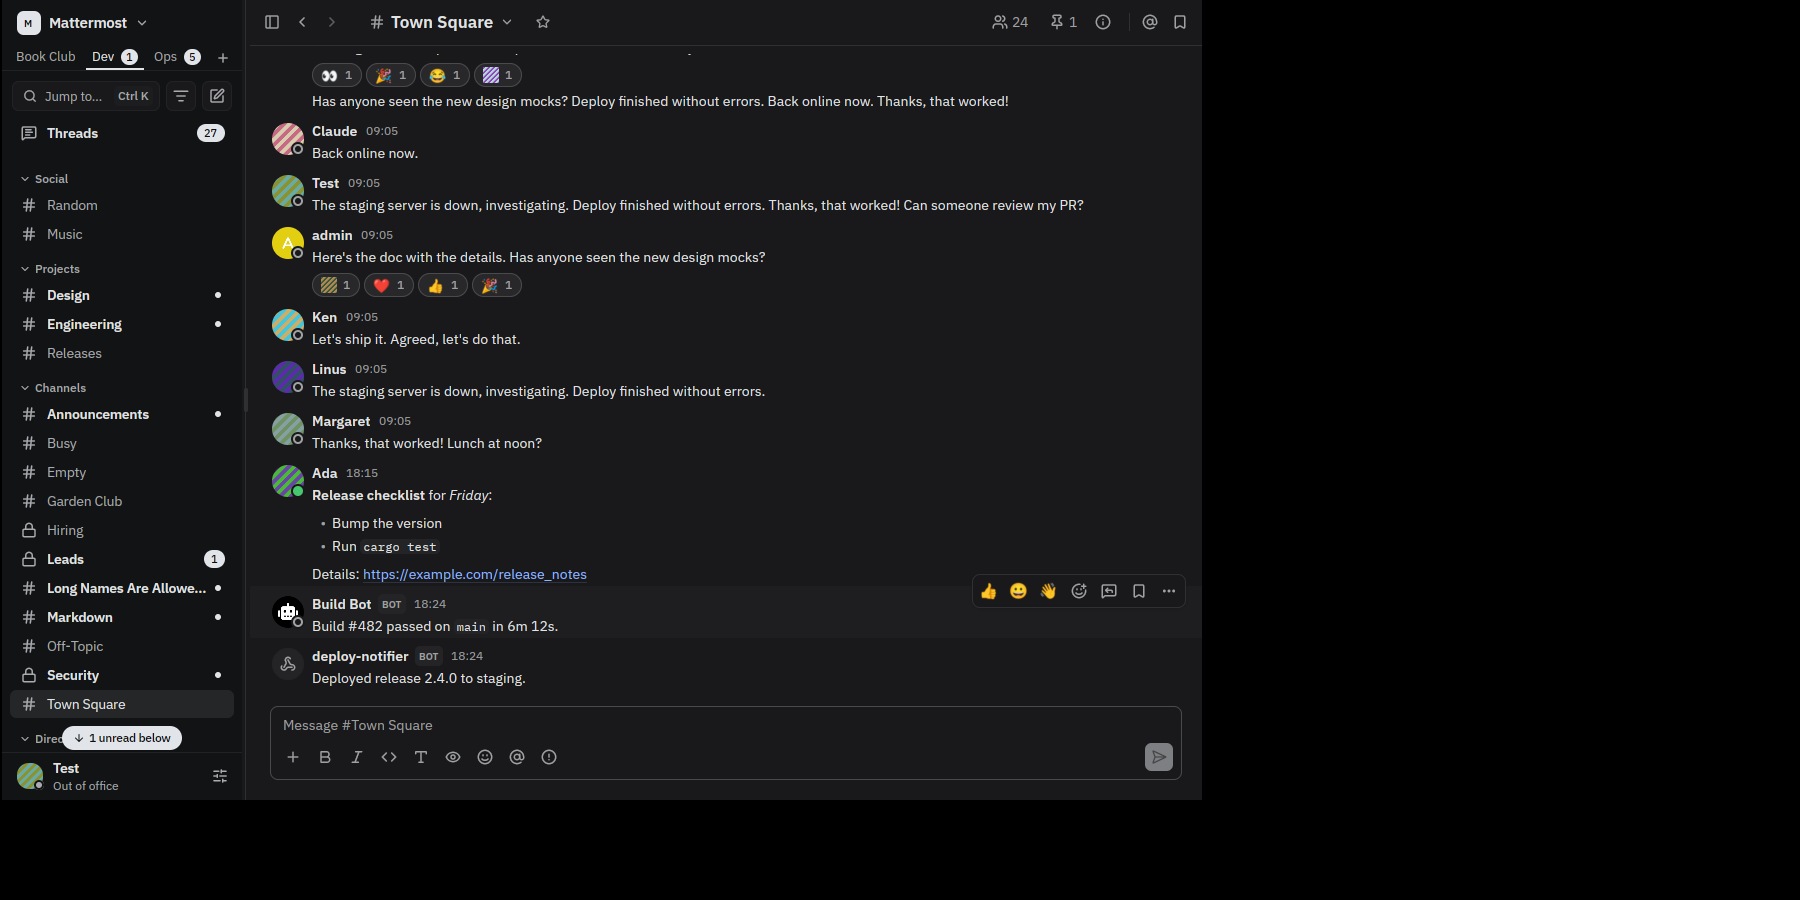 M Mattermost
Book Club Dev 1 Ops 5
Jump to... Ctrl K
Threads 27
Social
Random
Music
Projects
Design
Engineering
Releases
Channels
Announcements
Busy
Empty
Garden Club
Hiring
Leads 1
Long Names Are Allowe...
Markdown
Off-Topic
Security
Town Square
1 unread below
Test
Out of office
# Town Square
24 1
1 1 1 1
Has anyone seen the new design mocks? Deploy finished without errors. Back online now. Thanks, that worked!
Claude 09:05
Back online now.
Test 09:05
The staging server is down, investigating. Deploy finished without errors. Thanks, that worked! Can someone review my PR?
A admin 09:05
Here's the doc with the details. Has anyone seen the new design mocks?
1 1 1 1
Ken 09:05
Let's ship it. Agreed, let's do that.
Linus 09:05
The staging server is down, investigating. Deploy finished without errors.
Margaret 09:05
Thanks, that worked! Lunch at noon?
Ada 18:15
Release checklist for Friday:
• Bump the version
• Run cargo test
Details: https://example.com/release_notes
Build Bot BOT 18:24
Build #482 passed on main in 6m 12s.
deploy-notifier BOT 18:24
Deployed release 2.4.0 to staging.
Message #Town Square